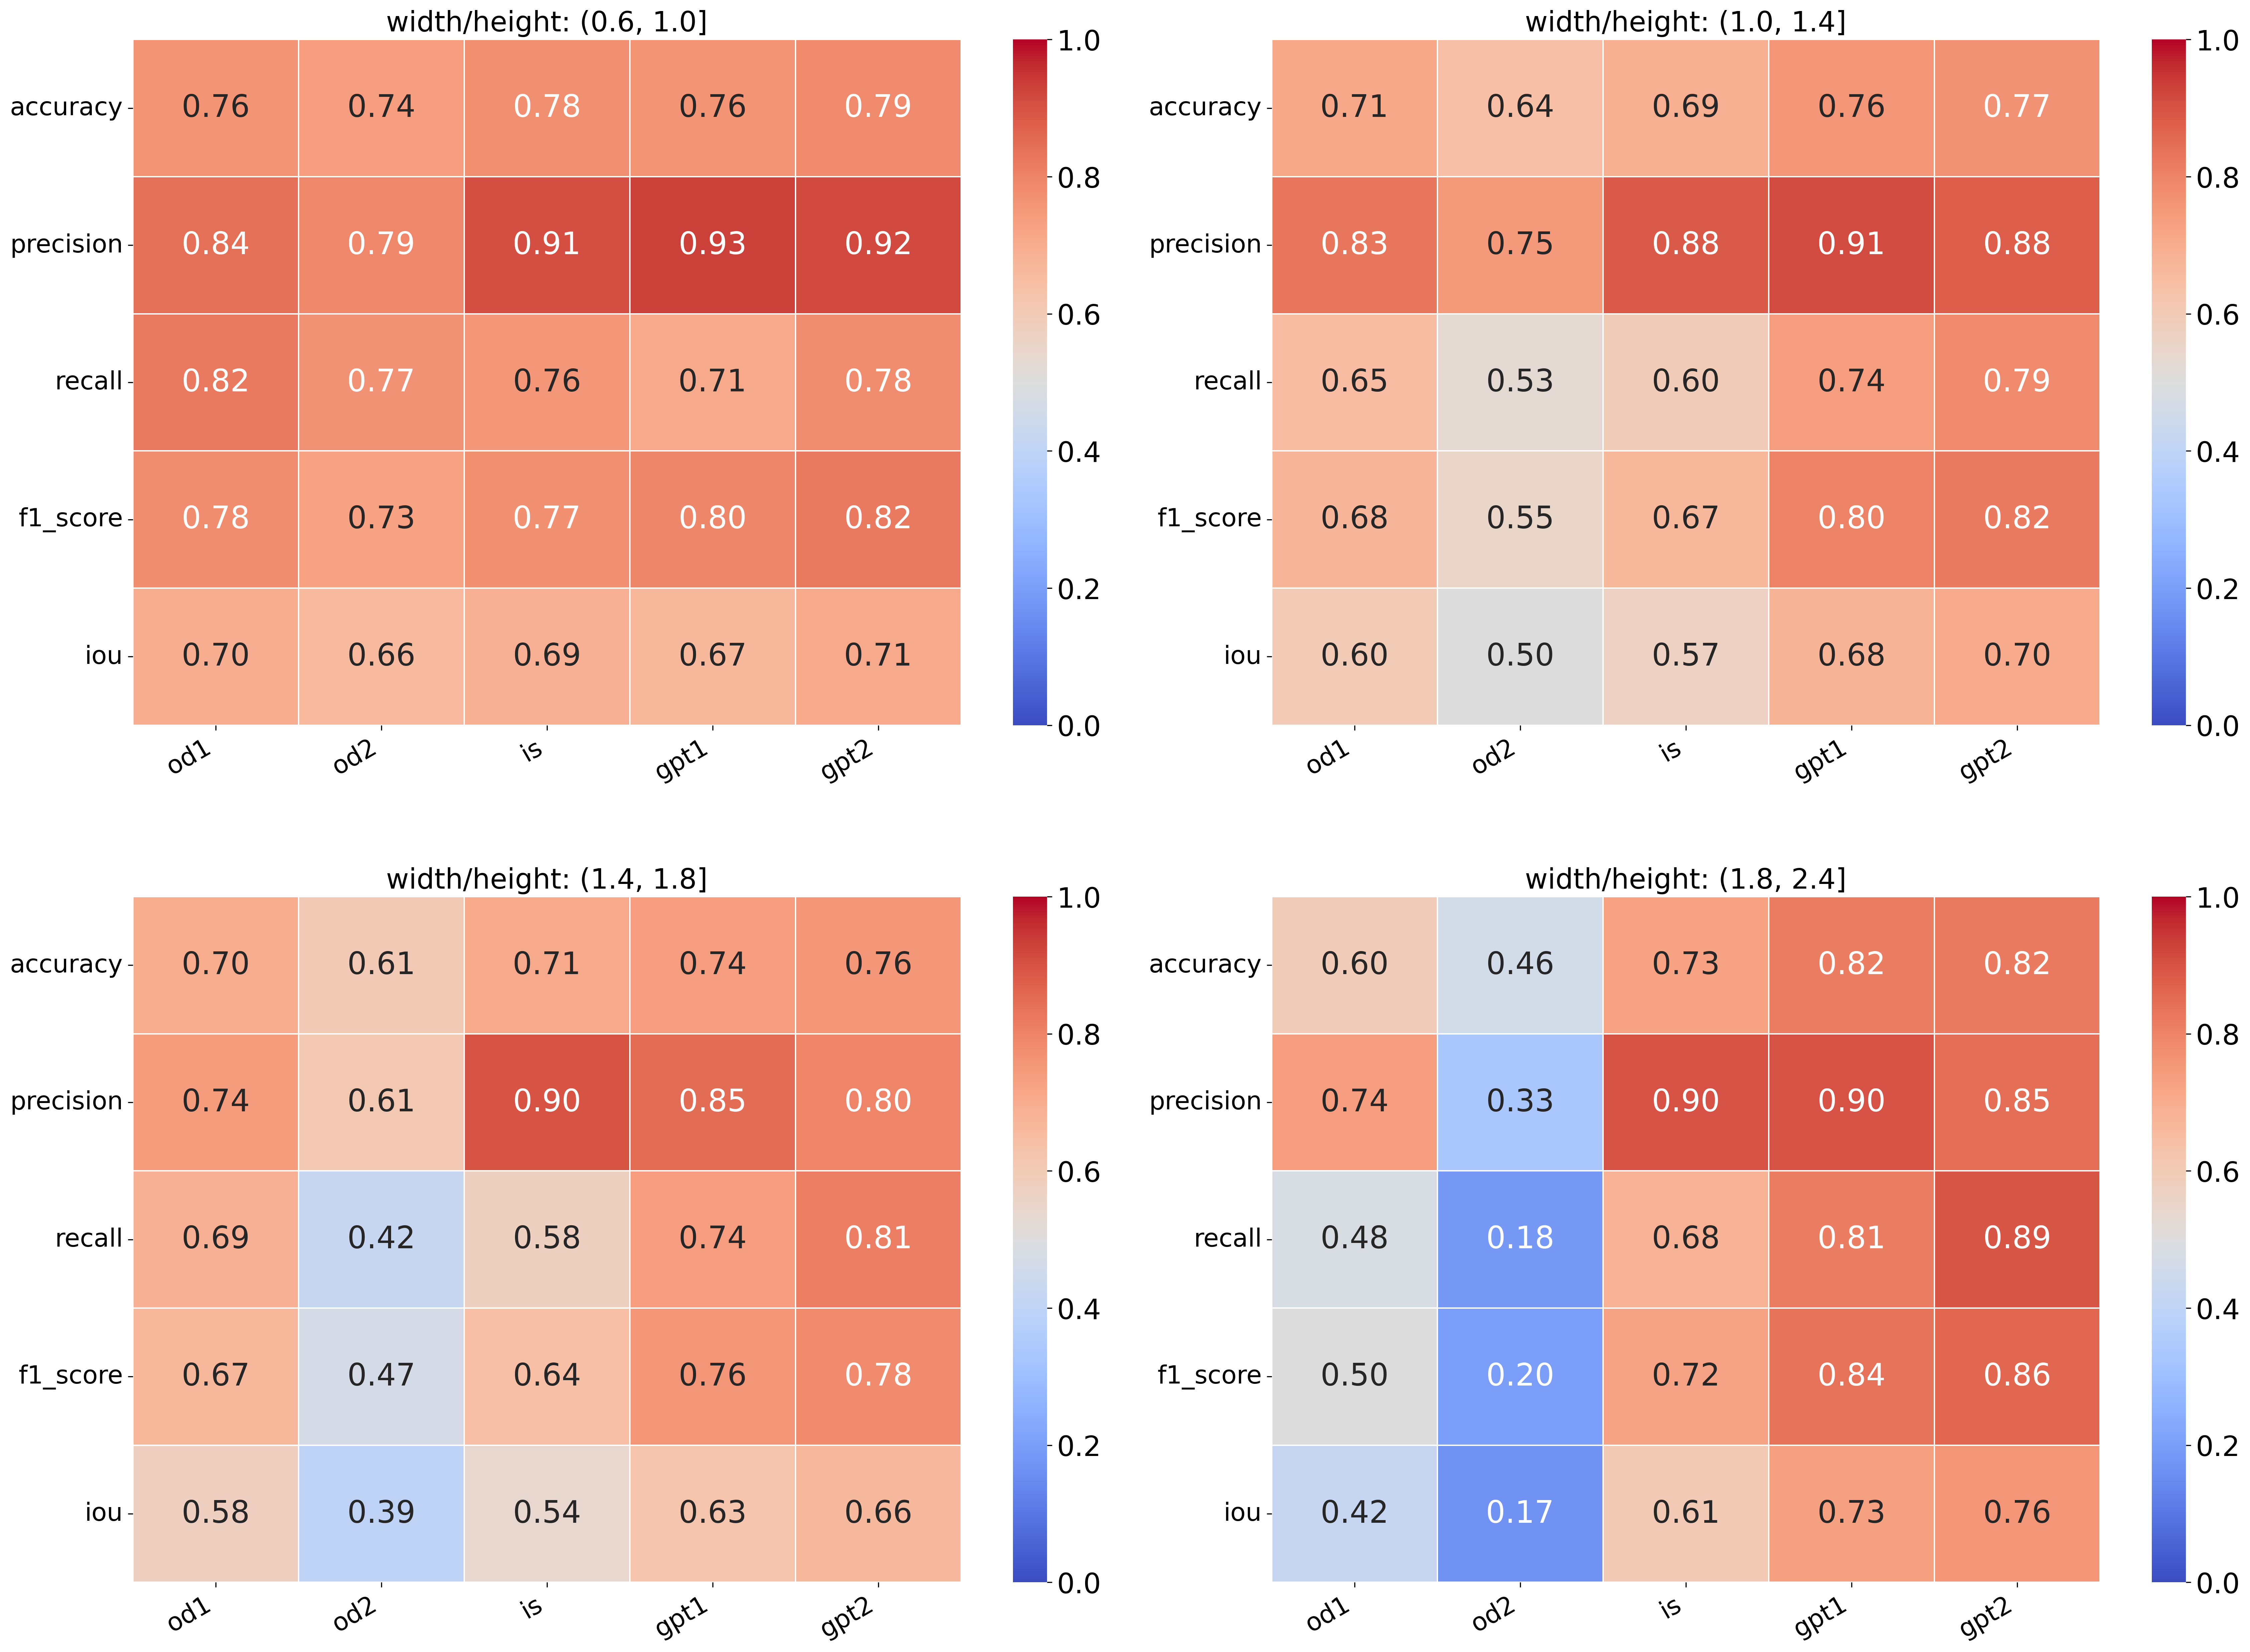 width/height: (0.6, 1.0]
accuracy 0.76 0.74 0.78 0.76 0.79
precision 0.84 0.79 0.91 0.93 0.92
recall 0.82 0.77 0.76 0.71 0.78
f1_score 0.78 0.73 0.77 0.80 0.82
iou 0.70 0.66 0.69 0.67 0.71
od1 od2 is gpt1 gpt2
1.0
0.8
0.6
0.4
0.2
0.0
width/height: (1.0, 1.4]
accuracy 0.71 0.64 0.69 0.76 0.77
precision 0.83 0.75 0.88 0.91 0.88
recall 0.65 0.53 0.60 0.74 0.79
f1_score 0.68 0.55 0.67 0.80 0.82
iou 0.60 0.50 0.57 0.68 0.70
od1 od2 is gpt1 gpt2
1.0
0.8
0.6
0.4
0.2
0.0
width/height: (1.4, 1.8]
accuracy 0.70 0.61 0.71 0.74 0.76
precision 0.74 0.61 0.90 0.85 0.80
recall 0.69 0.42 0.58 0.74 0.81
f1_score 0.67 0.47 0.64 0.76 0.78
iou 0.58 0.39 0.54 0.63 0.66
od1 od2 is gpt1 gpt2
1.0
0.8
0.6
0.4
0.2
0.0
width/height: (1.8, 2.4]
accuracy 0.60 0.46 0.73 0.82 0.82
precision 0.74 0.33 0.90 0.90 0.85
recall 0.48 0.18 0.68 0.81 0.89
f1_score 0.50 0.20 0.72 0.84 0.86
iou 0.42 0.17 0.61 0.73 0.76
od1 od2 is gpt1 gpt2
1.0
0.8
0.6
0.4
0.2
0.0